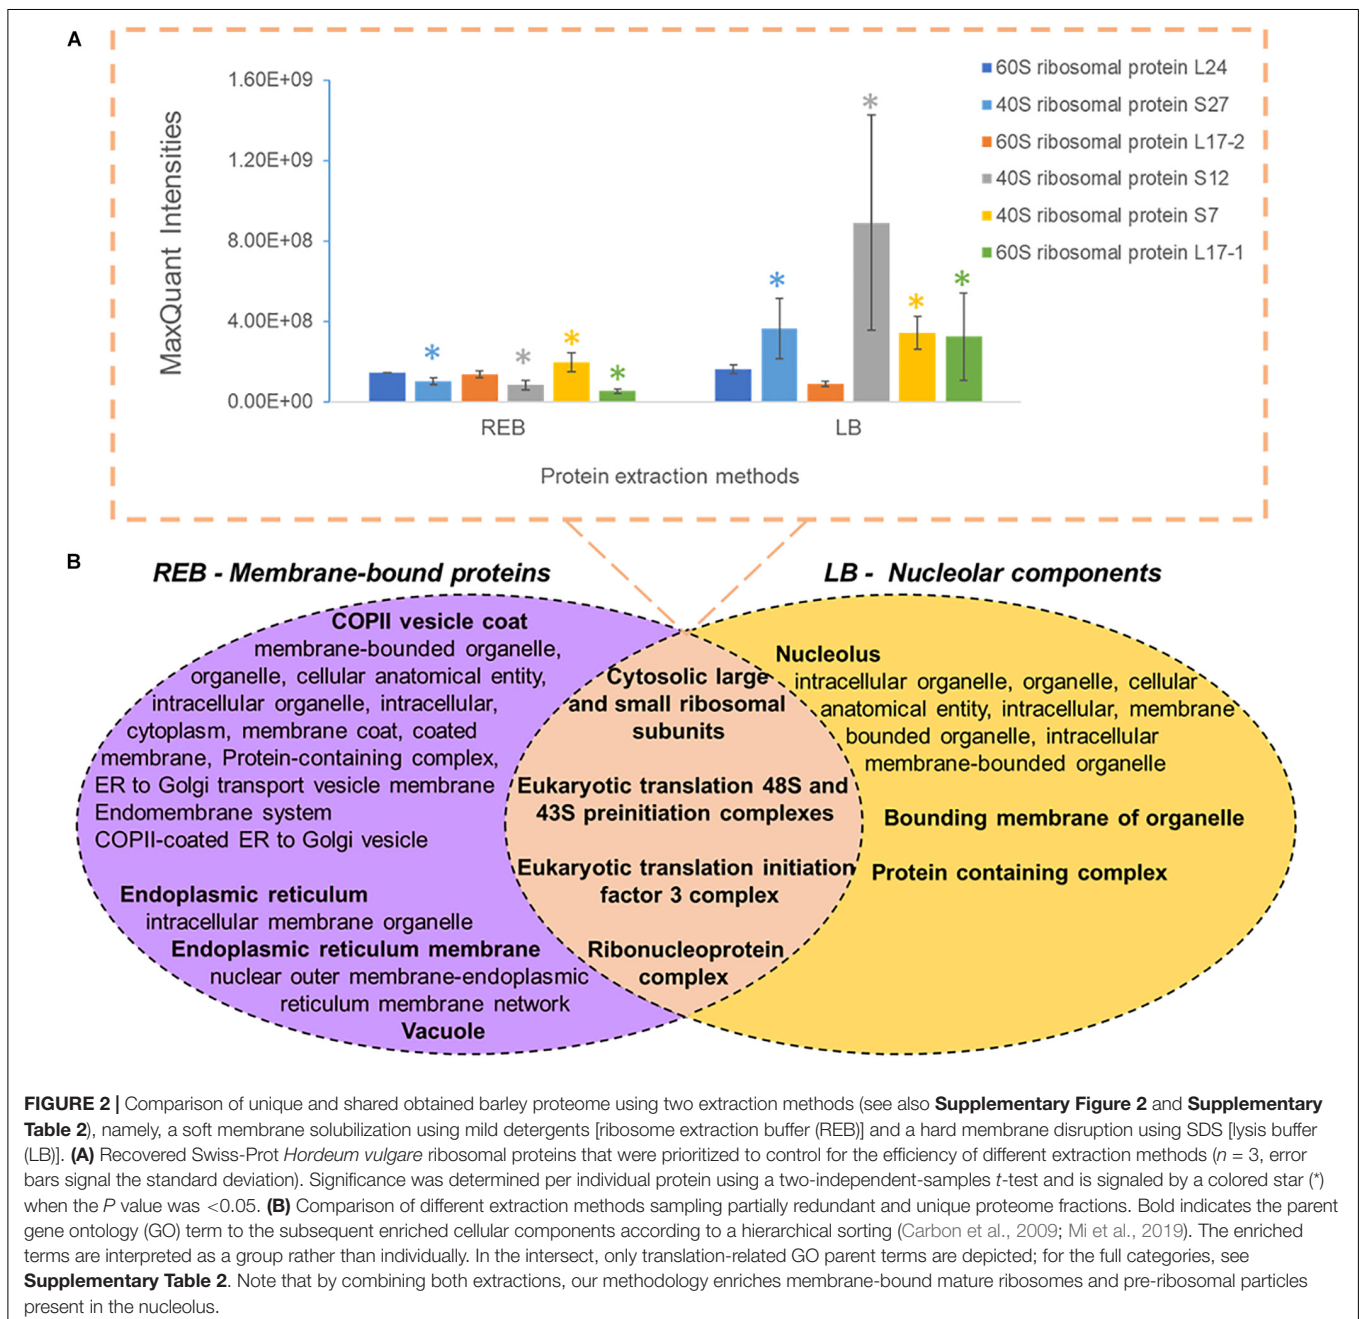 A
1.60E+09
1.20E+09
8.00E+08
4.00E+08
0.00E+00
MaxQuant Intensities
* * * * * * * *
REB
LB
Protein extraction methods
60S ribosomal protein L24
40S ribosomal protein S27
60S ribosomal protein L17-2
40S ribosomal protein S12
40S ribosomal protein S7
60S ribosomal protein L17-1
B
REB - Membrane-bound proteins
LB - Nucleolar components
COPII vesicle coat
membrane-bounded organelle,
organelle, cellular anatomical entity,
intracellular organelle, intracellular,
cytoplasm, membrane coat, coated
membrane, Protein-containing complex,
ER to Golgi transport vesicle membrane
Endomembrane system
COPII-coated ER to Golgi vesicle
Endoplasmic reticulum
intracellular membrane organelle
Endoplasmic reticulum membrane
nuclear outer membrane-endoplasmic
reticulum membrane network
Vacuole
Cytosolic large
and small ribosomal
subunits
Eukaryotic translation 48S and
43S preinitiation complexes
Eukaryotic translation initiation
factor 3 complex
Ribonucleoprotein
complex
Nucleolus
intracellular organelle, organelle, cellular
anatomical entity, intracellular, membrane
bounded organelle, intracellular
membrane-bounded organelle
Bounding membrane of organelle
Protein containing complex
FIGURE 2 | Comparison of unique and shared obtained barley proteome using two extraction methods (see also Supplementary Figure 2 and Supplementary
Table 2), namely, a soft membrane solubilization using mild detergents [ribosome extraction buffer (REB)] and a hard membrane disruption using SDS [lysis buffer
(LB)]. (A) Recovered Swiss-Prot Hordeum vulgare ribosomal proteins that were prioritized to control for the efficiency of different extraction methods (n = 3, error
bars signal the standard deviation). Significance was determined per individual protein using a two-independent-samples t-test and is signaled by a colored star (*)
when the P value was <0.05. (B) Comparison of different extraction methods sampling partially redundant and unique proteome fractions. Bold indicates the parent
gene ontology (GO) term to the subsequent enriched cellular components according to a hierarchical sorting (Carbon et al., 2009; Mi et al., 2019). The enriched
terms are interpreted as a group rather than individually. In the intersect, only translation-related GO parent terms are depicted; for the full categories, see
Supplementary Table 2. Note that by combining both extractions, our methodology enriches membrane-bound mature ribosomes and pre-ribosomal particles
present in the nucleolus.